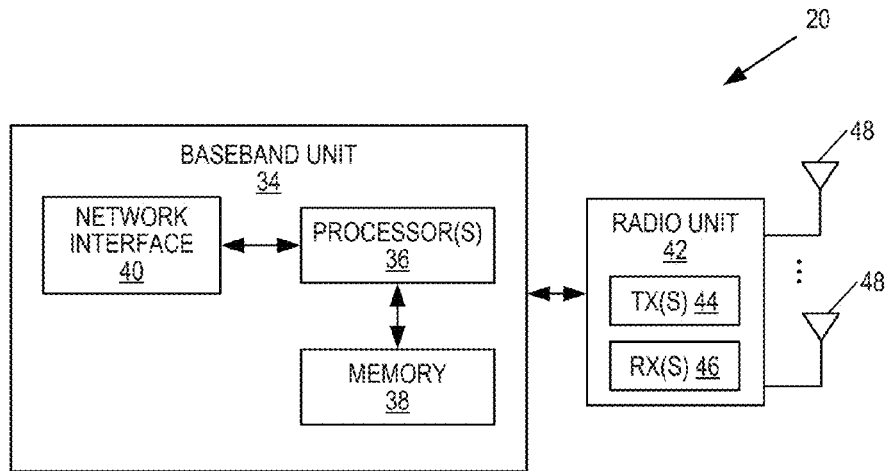 20
BASEBAND UNIT
34
NETWORK
INTERFACE
40
PROCESSOR(S)
36
MEMORY
38
RADIO UNIT
42
TX(S) 44
RX(S) 46
48
48